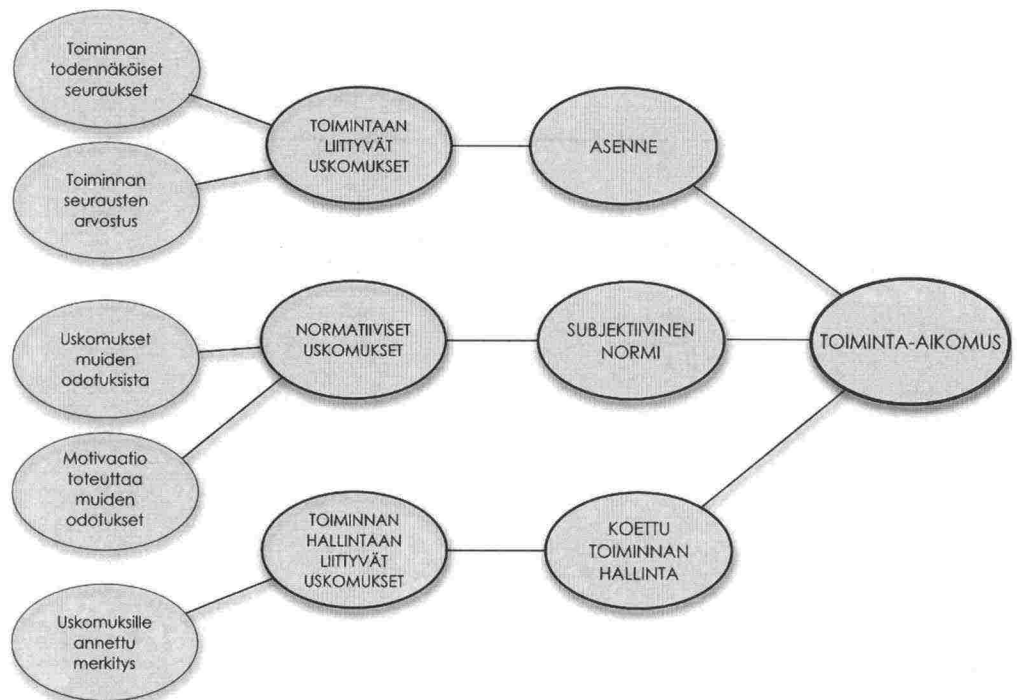 Toiminnan
todennäköiset
seuraukset
TOIMINTAAN
LIITTYVÄT
USKOMUKSET
ASENNE
Toiminnan
seurausten
arvostus
Uskomukset
muiden
odotuksista
NORMATIIVISET
USKOMUKSET
SUBJEKTIIVINEN
NORMI
TOIMINTA-AIKOMUS
Motivaatio
toteuttaa
muiden
odotukset
TOIMINNAN
HALLINTAAN
LIITTYVÄT
USKOMUKSET
KOETTU
TOIMINNAN
HALLINTA
Uskomuksille
annettu
merkitys